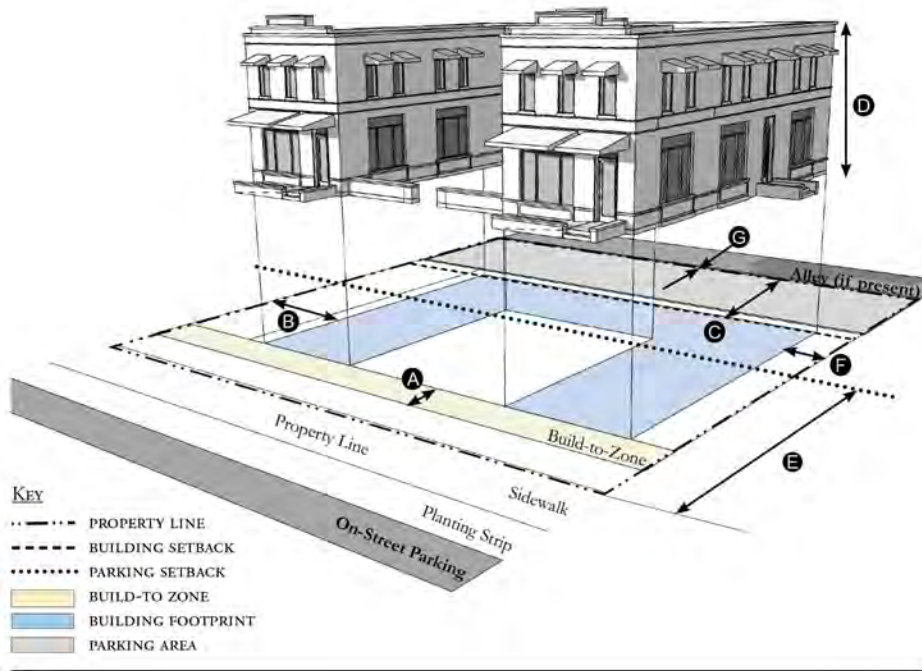 D
G
Alley (if present)
B
C
F
A
Property Line
Build-to-Zone
E
Sidewalk
Planting Strip
On-Street Parking
KEY
PROPERTY LINE
BUILDING SETBACK
PARKING SETBACK
BUILD-TO ZONE
BUILDING FOOTPRINT
PARKING AREA